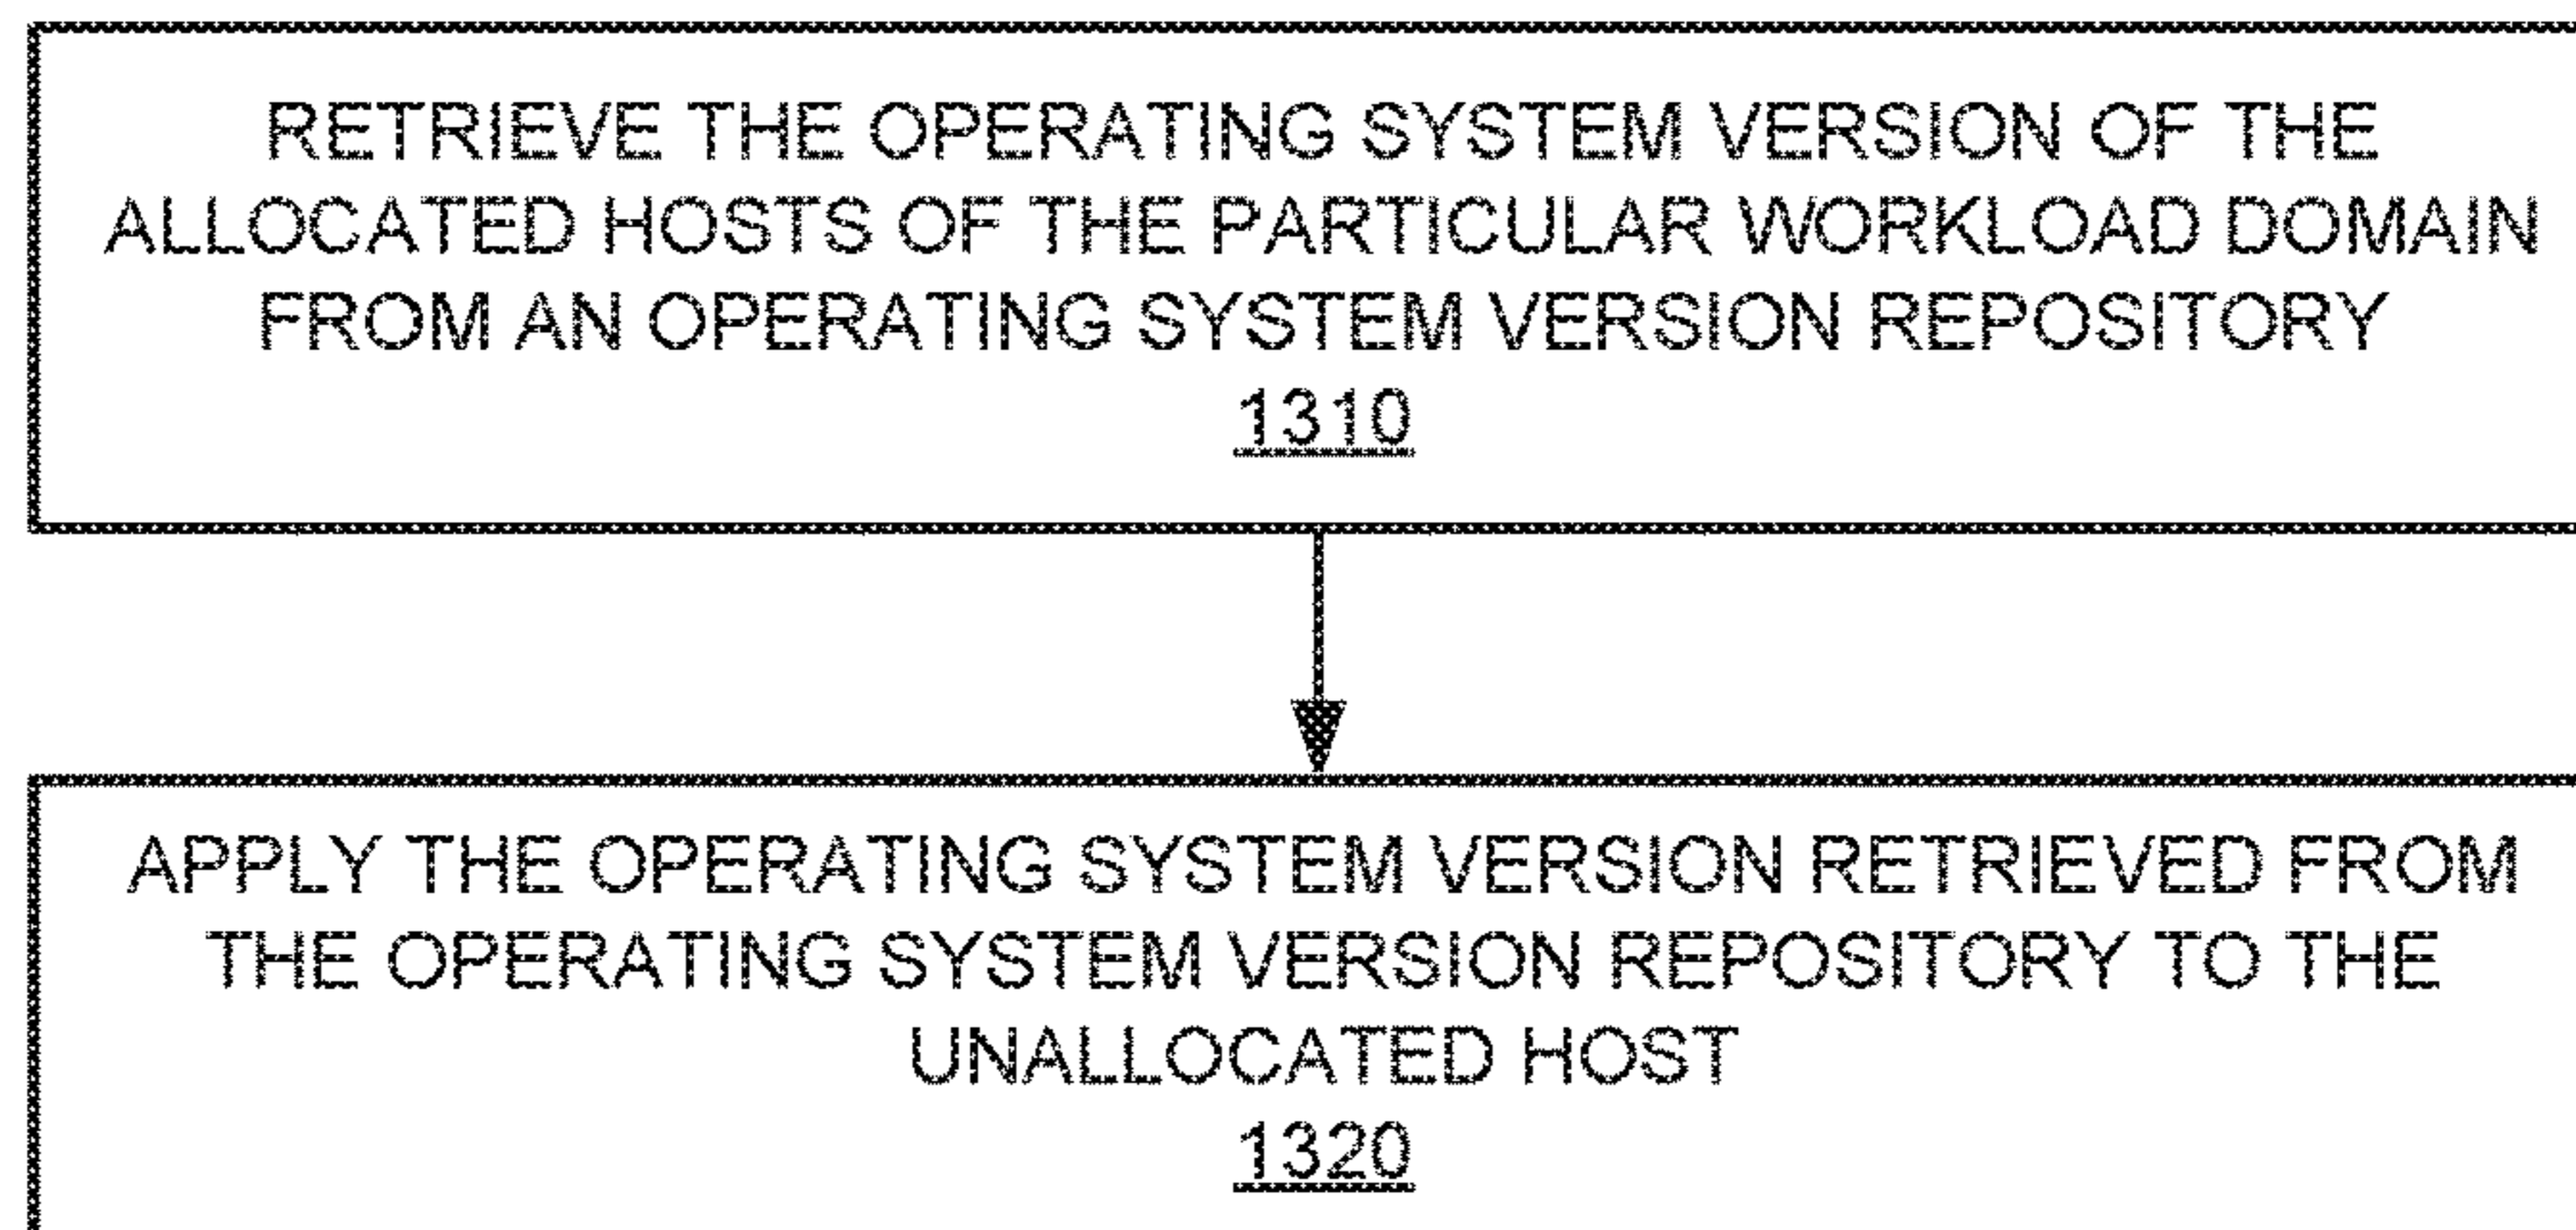 RETRIEVE THE OPERATING SYSTEM VERSION OF THE
ALLOCATED HOSTS OF THE PARTICULAR WORKLOAD DOMAIN
FROM AN OPERATING SYSTEM VERSION REPOSITORY
1310
APPLY THE OPERATING SYSTEM VERSION RETRIEVED FROM
THE OPERATING SYSTEM VERSION REPOSITORY TO THE
UNALLOCATED HOST
1320